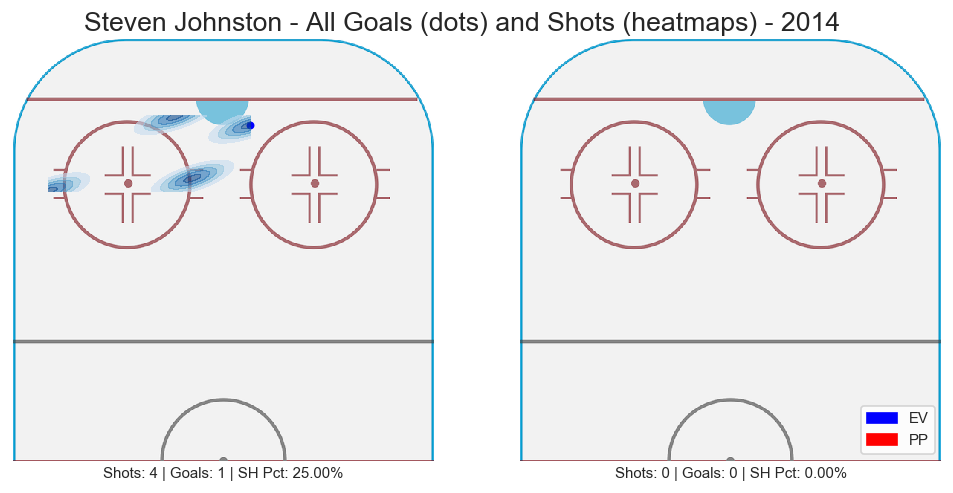 Steven Johnston - All Goals (dots) and Shots (heatmaps) - 2014
EV
PP
Shots: 4 | Goals: 1 | SH Pct: 25.00%
Shots: 0 | Goals: 0 | SH Pct: 0.00%